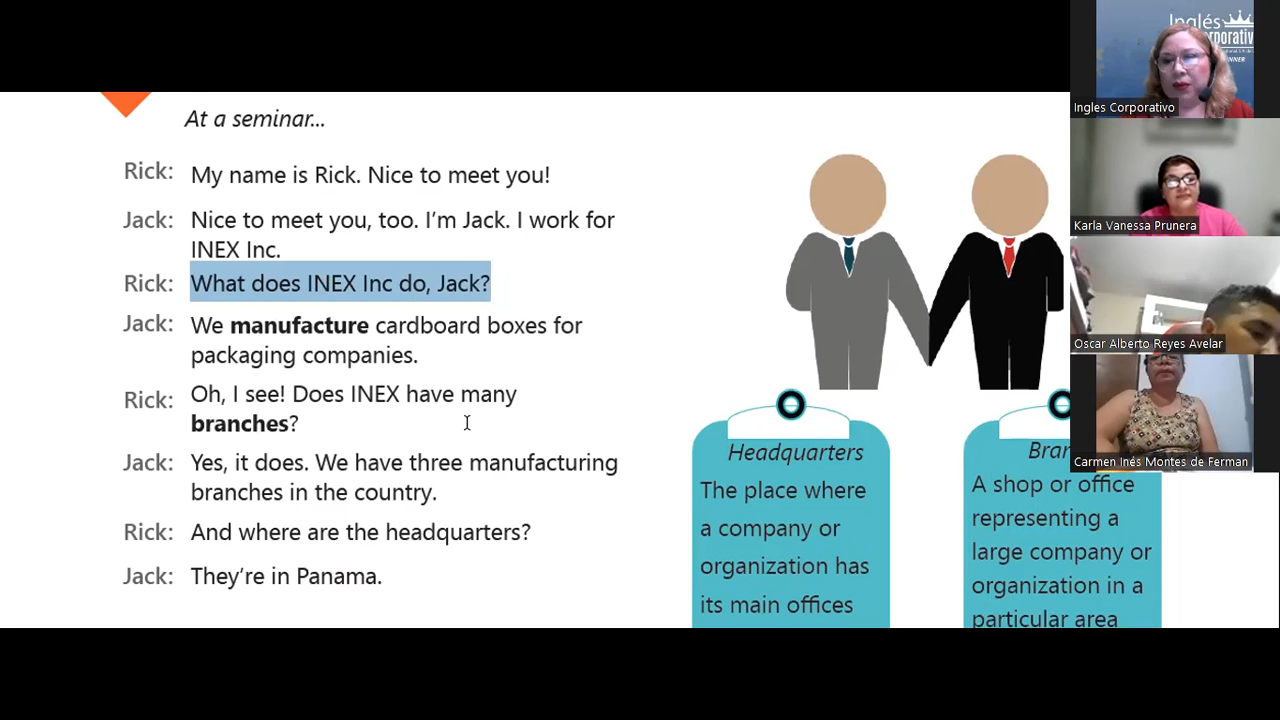 At a seminar...
Rick: My name is Rick. Nice to meet you!
Jack: Nice to meet you, too. I'm Jack. I work for
INEX Inc.
Rick: What does INEX Inc do, Jack?
Jack: We manufacture cardboard boxes for
packaging companies.
Rick: Oh, I see! Does INEX have many
branches?
Jack: Yes, it does. We have three manufacturing
branches in the country.
Rick: And where are the headquarters?
Jack: They're in Panama.
Headquarters
The place where
a company or
organization has
its main offices
Bran
A shop or office
representing a
large company or
organization in a
particular area
Inglés
Ingles Corporativo
Karla Vanessa Prunera
Oscar Alberto Reyes Avelar
Carmen Inés Montes de Ferman